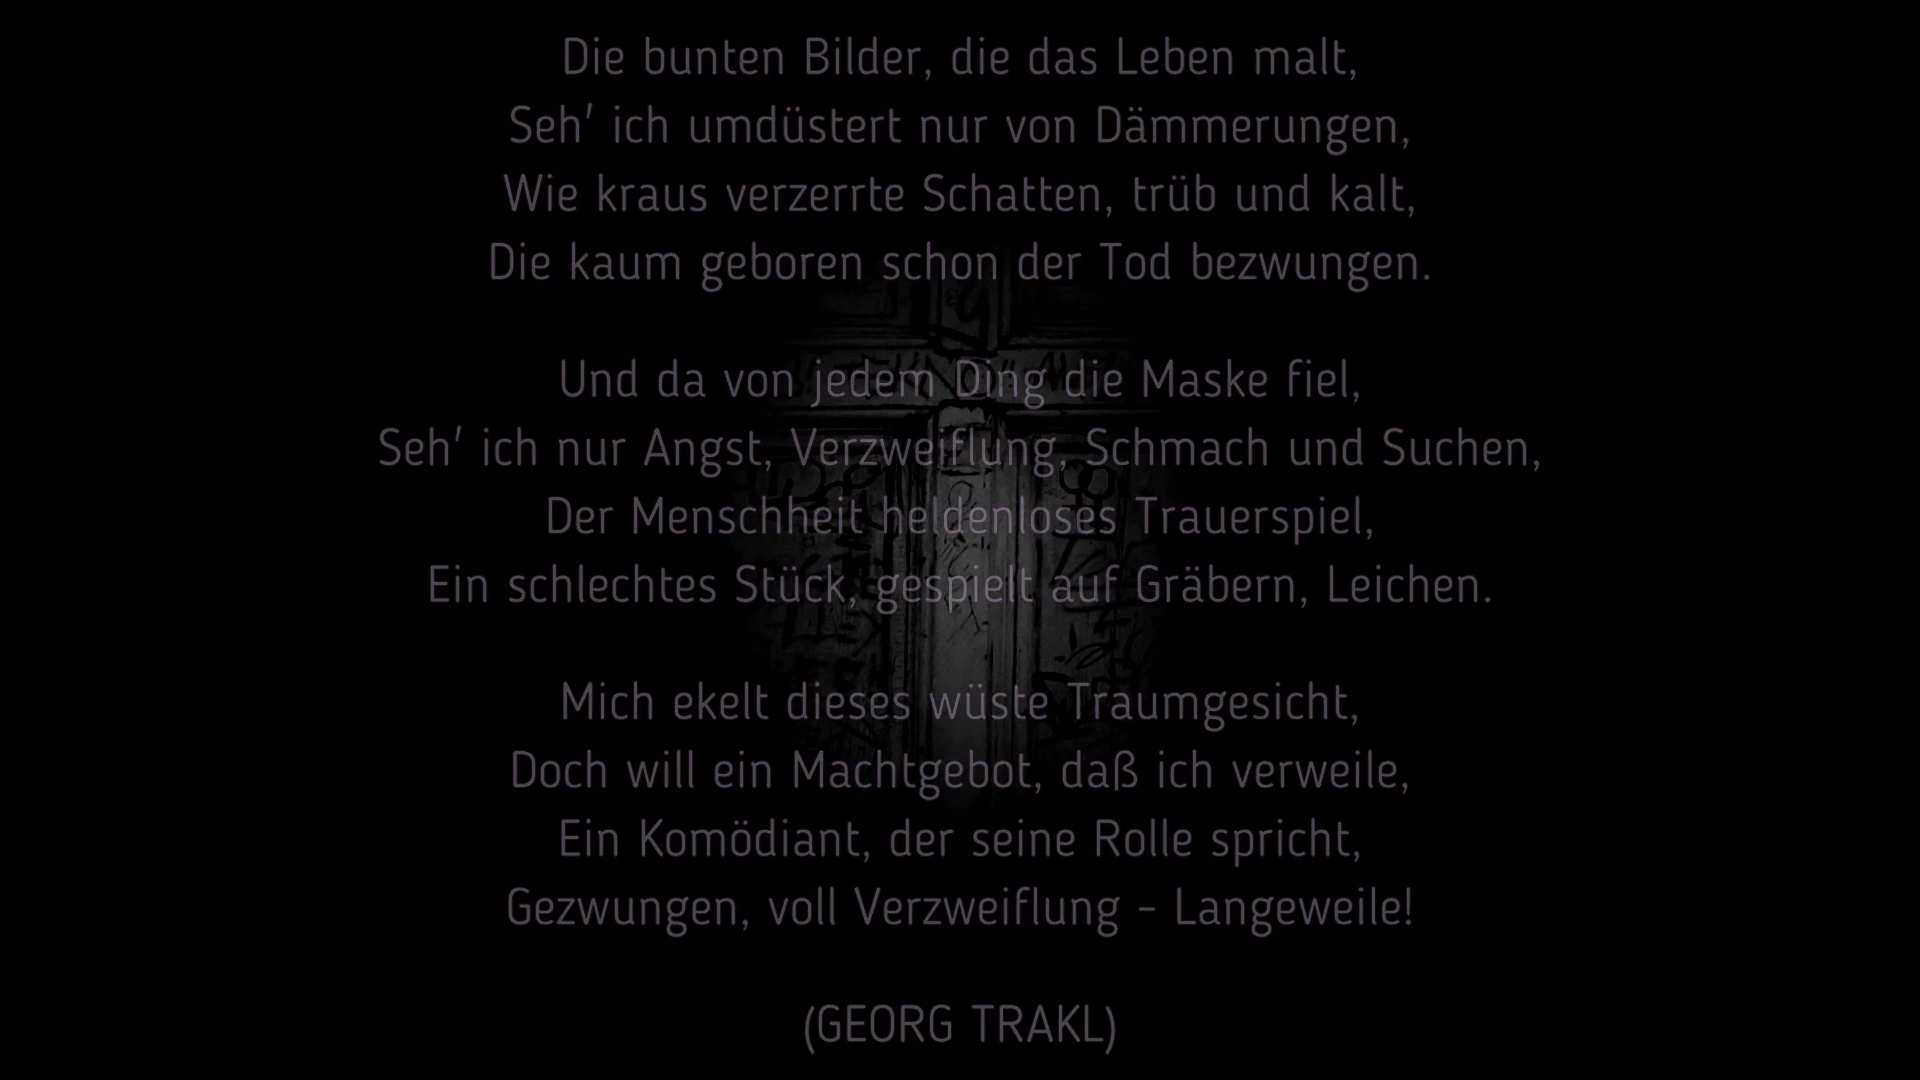 Die bunten Bilder, die das Leben malt,
Seh' ich umdüstert nur von Dämmerungen,
Wie kraus verzerrte Schatten, trüb und kalt,
Die kaum geboren schon der Tod bezwungen.
Und da von jedem Ding die Maske fiel,
Seh' ich nur Angst, Verzweiflung, Schmach und Suchen,
Der Menschheit heldenloses Trauerspiel,
Ein schlechtes Stück, gespielt auf Gräbern, Leichen.
Mich ekelt dieses wüste Traumgesicht,
Doch will ein Machtgebot, daß ich verweile,
Ein Komödiant, der seine Rolle spricht,
Gezwungen, voll Verzweiflung – Langeweile!
(GEORG TRAKL)